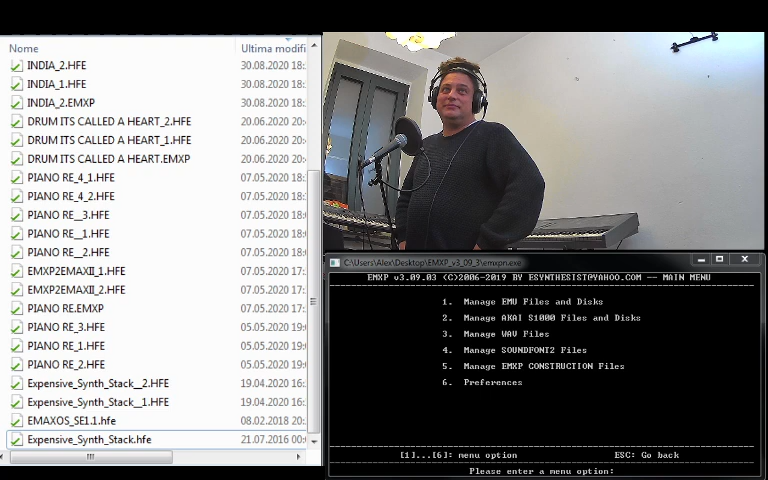 Nome Ultima modifi
INDIA_2.HFE 30.08.2020 18:
INDIA_1.HFE 30.08.2020 18:
INDIA_2.EMXP 30.08.2020 18:
DRUM ITS CALLED A HEART_2.HFE 20.06.2020 20:
DRUM ITS CALLED A HEART_1.HFE 20.06.2020 20:
DRUM ITS CALLED A HEART.EMXP 20.06.2020 20:
PIANO RE_4_1.HFE 07.05.2020 18:
PIANO RE_4_2.HFE 07.05.2020 18:
PIANO RE__3.HFE 07.05.2020 18:
PIANO RE__1.HFE 07.05.2020 18:
PIANO RE__2.HFE 07.05.2020 18:
EMXP2EMAXII_1.HFE 07.05.2020 17:
EMXP2EMAXII_2.HFE 07.05.2020 17:
PIANO RE.EMXP 07.05.2020 17:
PIANO RE_3.HFE 05.05.2020 19:
PIANO RE_1.HFE 05.05.2020 19:
PIANO RE_2.HFE 05.05.2020 19:
Expensive_Synth_Stack__2.HFE 19.04.2020 16:
Expensive_Synth_Stack__1.HFE 19.04.2020 16:
EMAXOS_SE1.1.hfe 08.02.2018 20:
Expensive_Synth_Stack.hfe 21.07.2016 00:
C:\Users\Alex\Desktop\EMXP_v3_09_3\emxpn.exe
EMXP v3.09.03 (C)2006-2019 BY ESYNTHESIST@YAHOO.COM -- MAIN MENU
1. Manage EMU Files and Disks
2. Manage AKAI S1000 Files and Disks
3. Manage WAV Files
4. Manage SOUNDFONT2 Files
5. Manage EMXP CONSTRUCTION Files
6. Preferences
[1]...[6]: menu option ESC: Go back
Please enter a menu option: